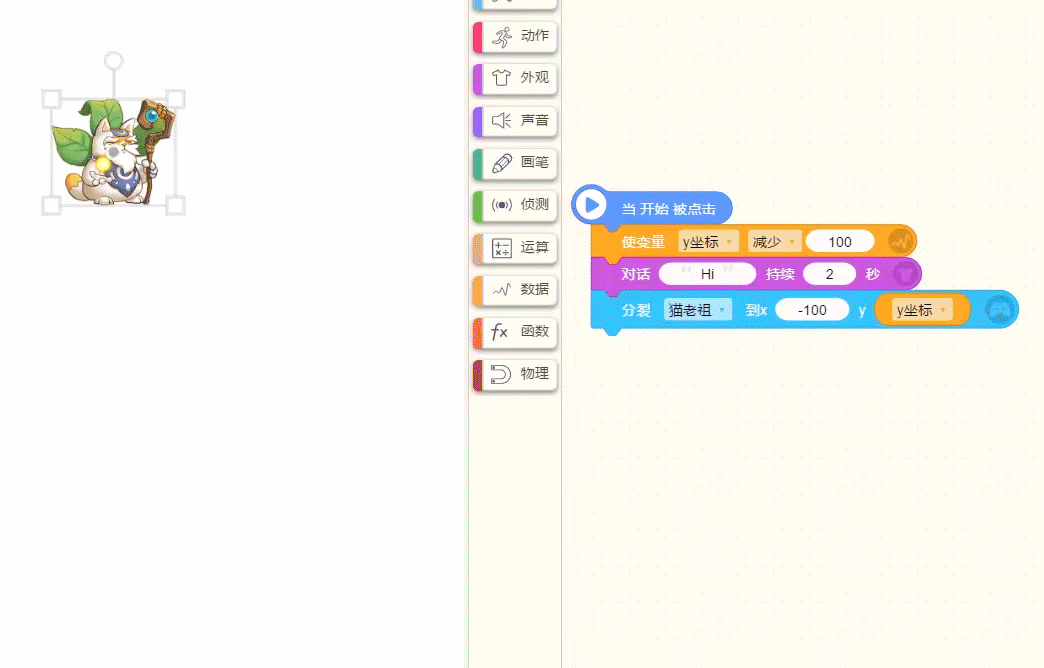 动作
外观
声音
画笔
侦测
运算
数据
fx 函数
物理
当 开始 被点击
使变量 y坐标 减少 100
对话 “ Hi ” 持续 2 秒
分裂 猫老祖 到x -100 y y坐标